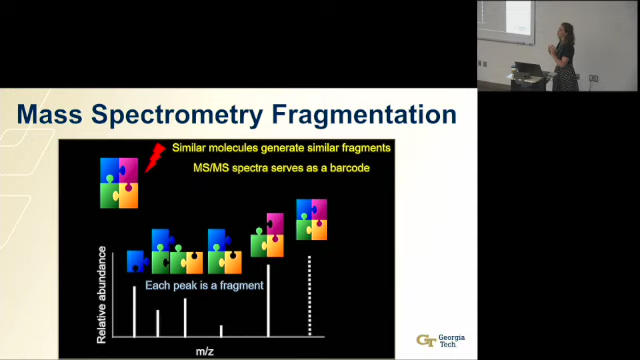 Mass Spectrometry Fragmentation
Similar molecules generate similar fragments
MS/MS spectra serves as a barcode
Each peak is a fragment
Relative abundance
m/z
GT Georgia
Tech